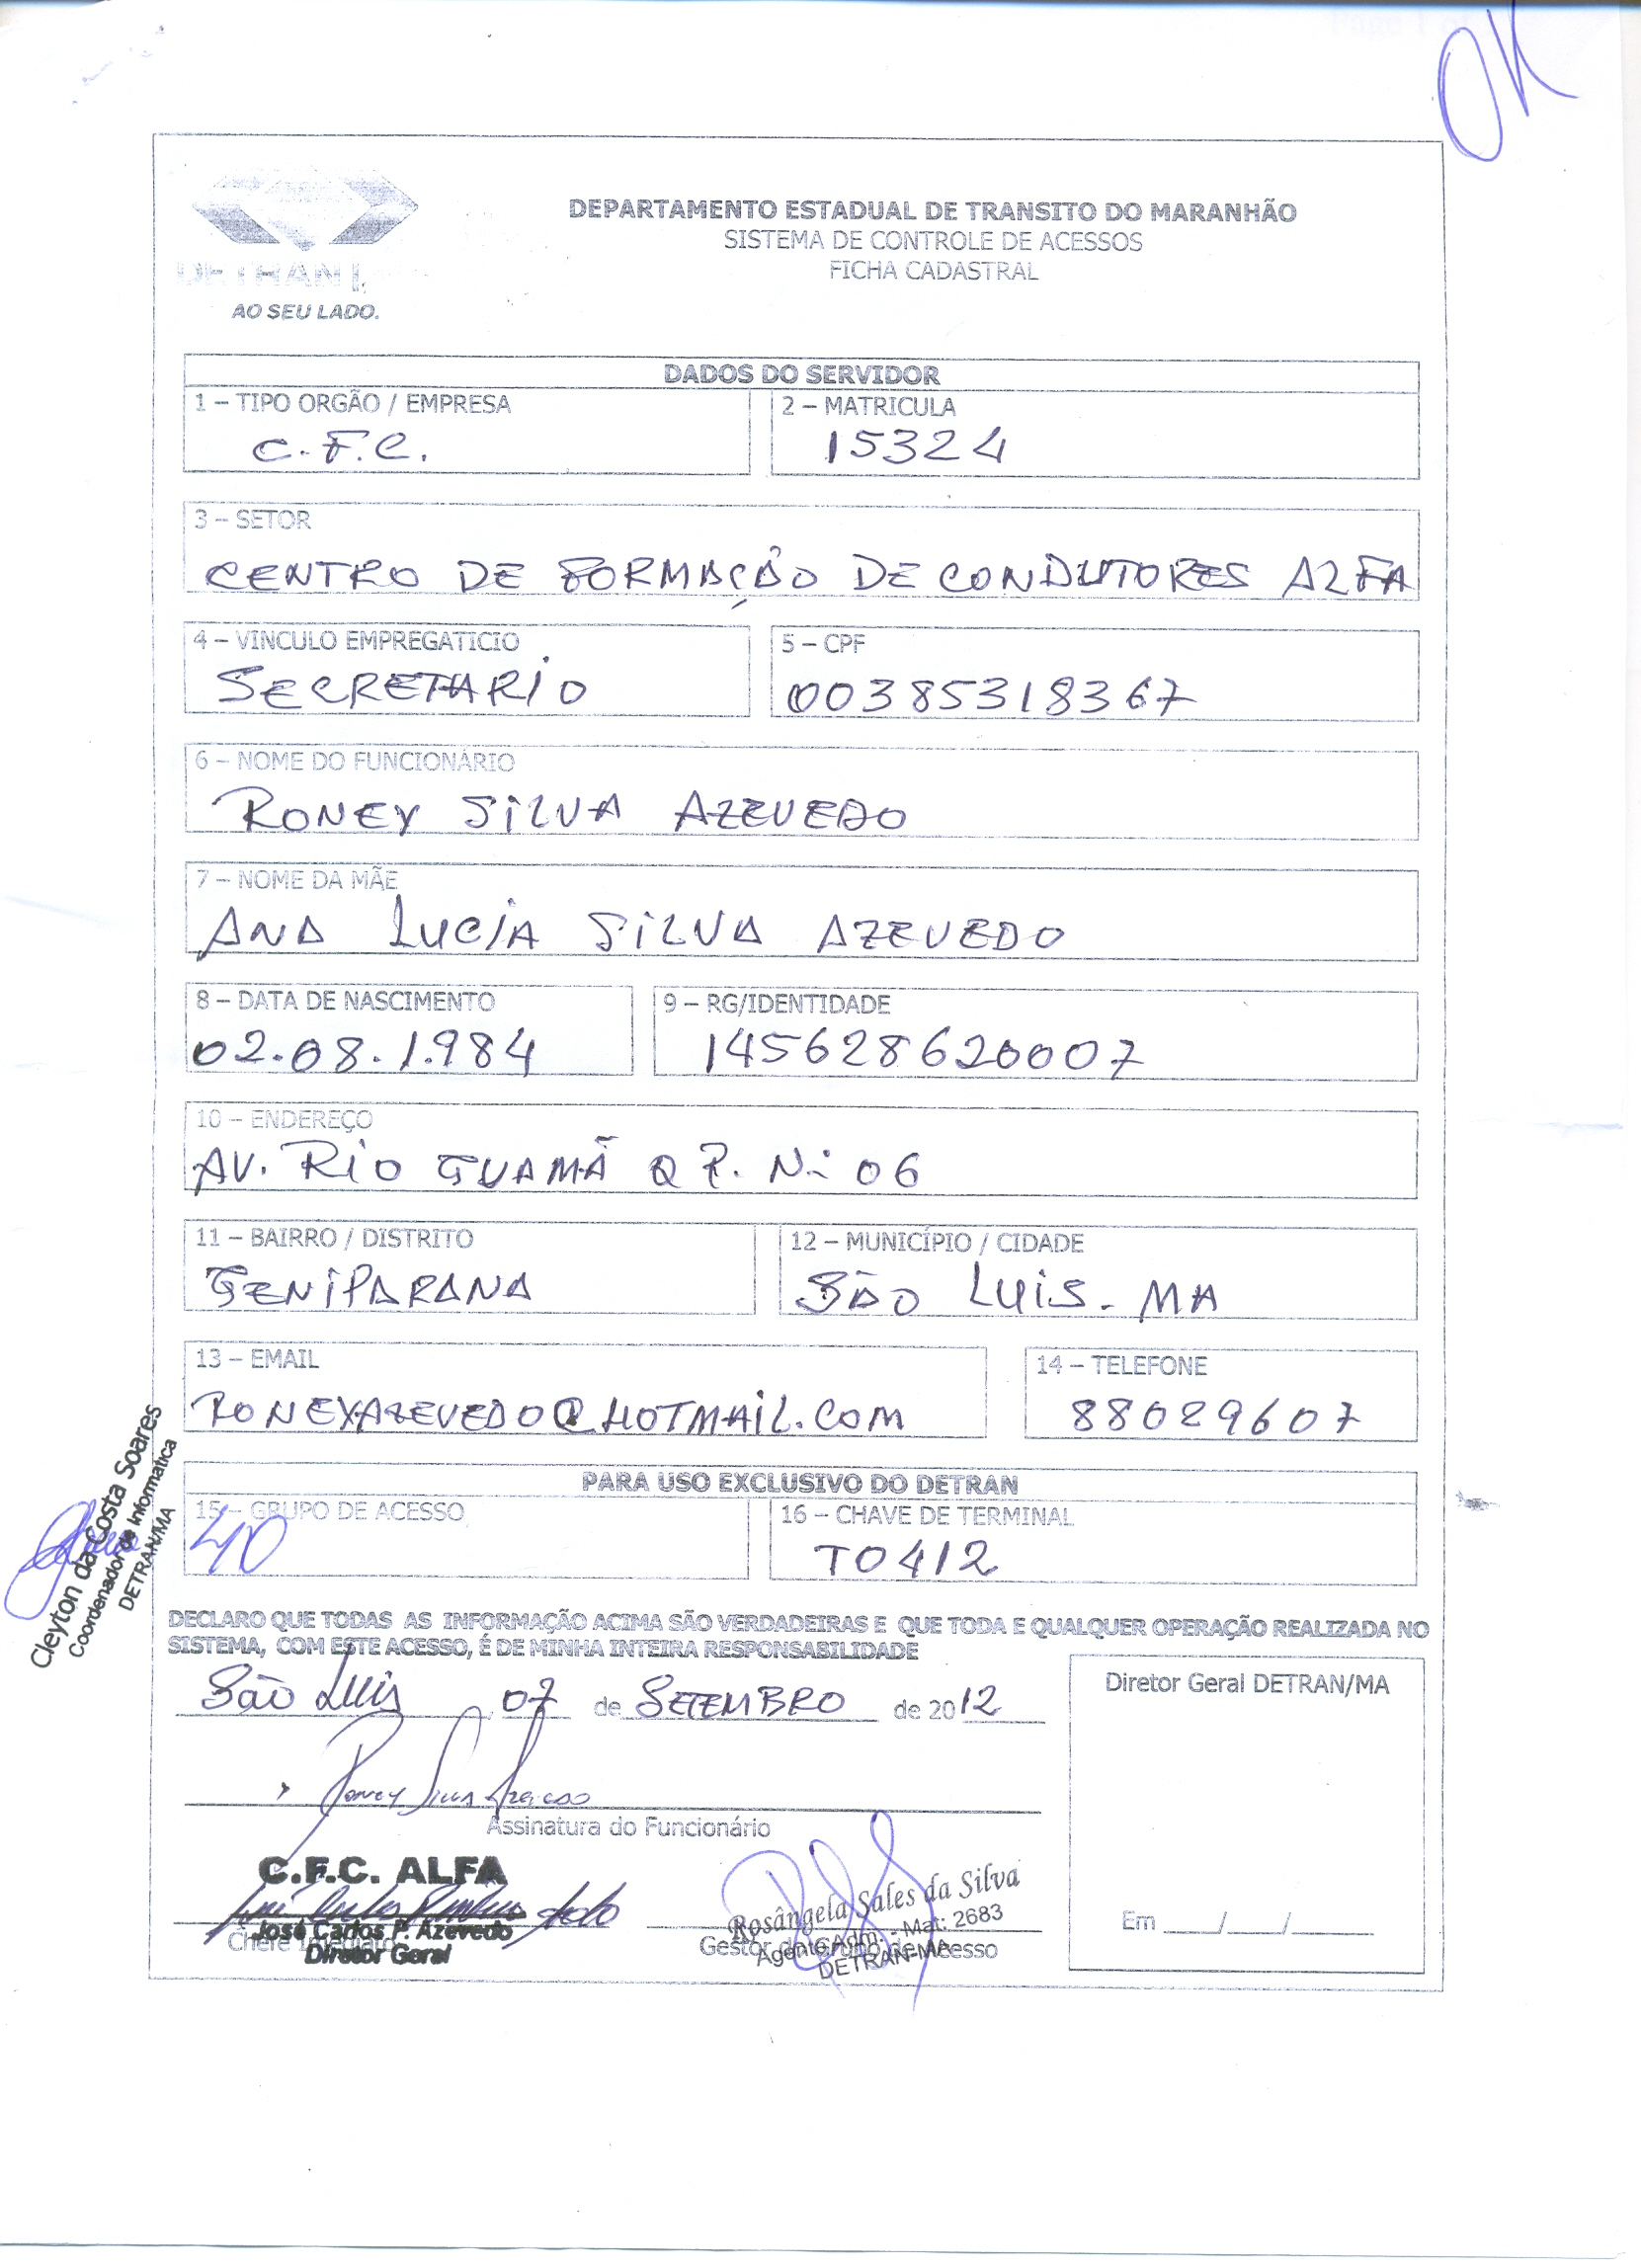 OK
DETRAN
AO SEU LADO.
DEPARTAMENTO ESTADUAL DE TRANSITO DO MARANHÃO
SISTEMA DE CONTROLE DE ACESSOS
FICHA CADASTRAL
DADOS DO SERVIDOR
1 – TIPO ORGÃO / EMPRESA
C.F.C.
2 – MATRICULA
15324
3 – SETOR
CENTRO DE FORMAÇÃO DE CONDUTORES ALFA
4 – VINCULO EMPREGATICIO
SECRETARIO
5 – CPF
00385318367
6 – NOME DO FUNCIONÁRIO
RONEY SILVA AZEVEDO
7 – NOME DA MÃE
ANA LUCIA SILVA AZEVEDO
8 – DATA DE NASCIMENTO
02.08.1.984
9 – RG/IDENTIDADE
145628620007
10 – ENDEREÇO
AV. RIO GUAMÃ Q 7. N.: 06
11 – BAIRRO / DISTRITO
GENIPARANA
12 – MUNICÍPIO / CIDADE
SÃO LUIS. MA
13 – EMAIL
RONEYAZEVEDO@HOTMAIL.COM
14 – TELEFONE
88029607
PARA USO EXCLUSIVO DO DETRAN
15 – GRUPO DE ACESSO
40
16 – CHAVE DE TERMINAL
T0412
Cleyton da Costa Soares
Coordenador de Informatica
DETRAN/MA
DECLARO QUE TODAS AS INFORMAÇÃO ACIMA SÃO VERDADEIRAS E QUE TODA E QUALQUER OPERAÇÃO REALIZADA NO
SISTEMA, COM ESTE ACESSO, É DE MINHA INTEIRA RESPONSABILIDADE
São Luis, 07 de SETEMBRO de 2012
Roney Silva Azevedo
Assinatura do Funcionário
C.F.C. ALFA
José Carlos P. Azevedo
Chefe Imediato
Diretor Geral
Rosângela Sales da Silva
Agente Adm. - Mat: 2683
DETRAN-MA
Gestor do Grupo de Acesso
Diretor Geral DETRAN/MA
Em ___/___/______